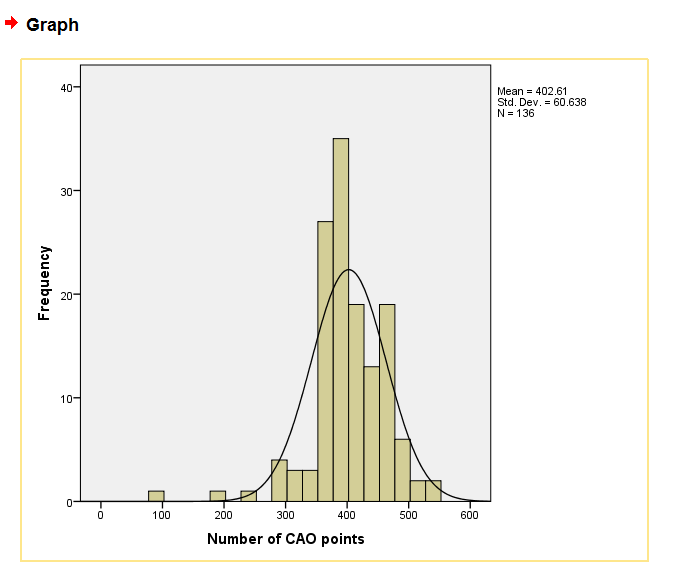 Graph
Mean = 402.61
Std. Dev. = 60.638
N = 136
40
30
20
10
0
Frequency
0 100 200 300 400 500 600
Number of CAO points